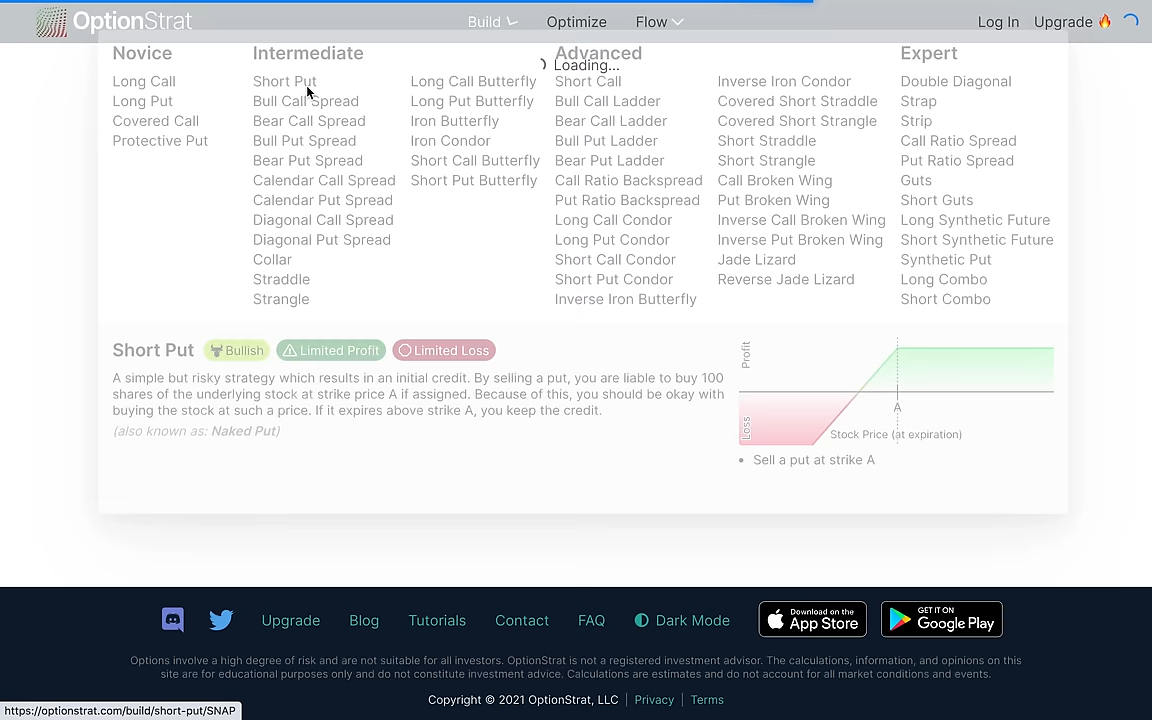 OptionStrat
Build
Optimize
Flow
Log In
Upgrade 🔥
Loading...
Novice
Long Call
Long Put
Covered Call
Protective Put
Intermediate
Short Put
Bull Call Spread
Bear Call Spread
Bull Put Spread
Bear Put Spread
Calendar Call Spread
Calendar Put Spread
Diagonal Call Spread
Diagonal Put Spread
Collar
Straddle
Strangle
Long Call Butterfly
Long Put Butterfly
Iron Butterfly
Iron Condor
Short Call Butterfly
Short Put Butterfly
Advanced
Short Call
Bull Call Ladder
Bear Call Ladder
Bull Put Ladder
Bear Put Ladder
Call Ratio Backspread
Put Ratio Backspread
Long Call Condor
Long Put Condor
Short Call Condor
Short Put Condor
Inverse Iron Butterfly
Inverse Iron Condor
Covered Short Straddle
Covered Short Strangle
Short Straddle
Short Strangle
Call Broken Wing
Put Broken Wing
Inverse Call Broken Wing
Inverse Put Broken Wing
Jade Lizard
Reverse Jade Lizard
Expert
Double Diagonal
Strap
Strip
Call Ratio Spread
Put Ratio Spread
Guts
Short Guts
Long Synthetic Future
Short Synthetic Future
Synthetic Put
Long Combo
Short Combo
Short Put
Bullish
Limited Profit
Limited Loss
A simple but risky strategy which results in an initial credit. By selling a put, you are liable to buy 100
shares of the underlying stock at strike price A if assigned. Because of this, you should be okay with
buying the stock at such a price. If it expires above strike A, you keep the credit.
(also known as: Naked Put)
Profit
Loss
A
Stock Price (at expiration)
• Sell a put at strike A
Upgrade
Blog
Tutorials
Contact
FAQ
Dark Mode
Download on the
App Store
GET IT ON
Google Play
Options involve a high degree of risk and are not suitable for all investors. OptionStrat is not a registered investment advisor. The calculations, information, and opinions on this
site are for educational purposes only and do not constitute investment advice. Calculations are estimates and do not account for all market conditions and events.
Copyright © 2021 OptionStrat, LLC | Privacy | Terms
https://optionstrat.com/build/short-put/SNAP